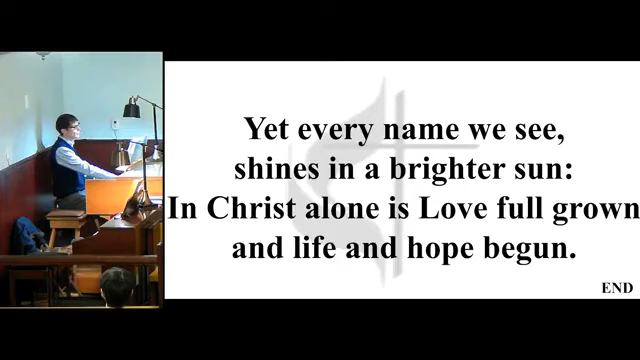 Yet every name we see,
shines in a brighter sun:
In Christ alone is Love full grown
and life and hope begun.
END